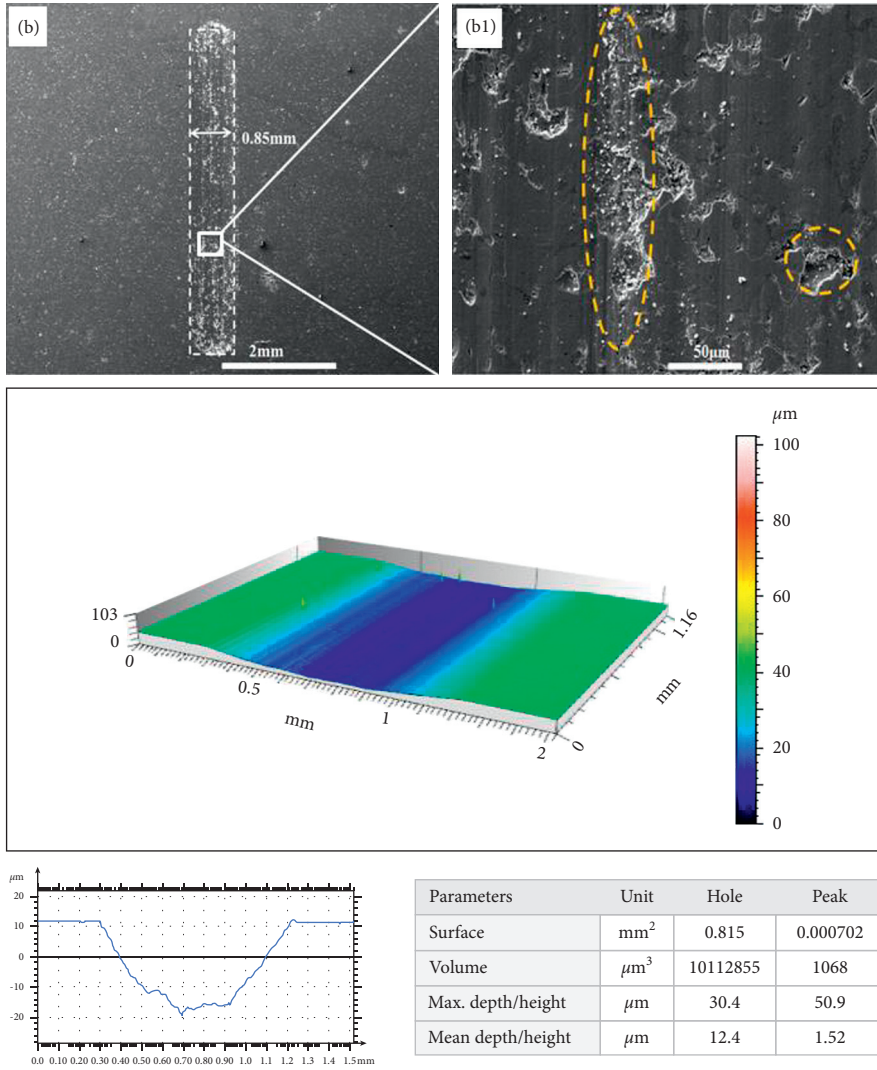 (b)
0.85mm
2mm
(b1)
50μm
μm
100
80
60
40
20
0
103
0
0
0.5
mm
1
2
0
mm
1.16
μm
20
10
0
-10
-20
0.0 0.10 0.20 0.30 0.40 0.50 0.60 0.70 0.80 0.90 1.0 1.1 1.2 1.3 1.4 1.5 mm
Parameters Unit Hole Peak
Surface mm² 0.815 0.000702
Volume μm³ 10112855 1068
Max. depth/height μm 30.4 50.9
Mean depth/height μm 12.4 1.52